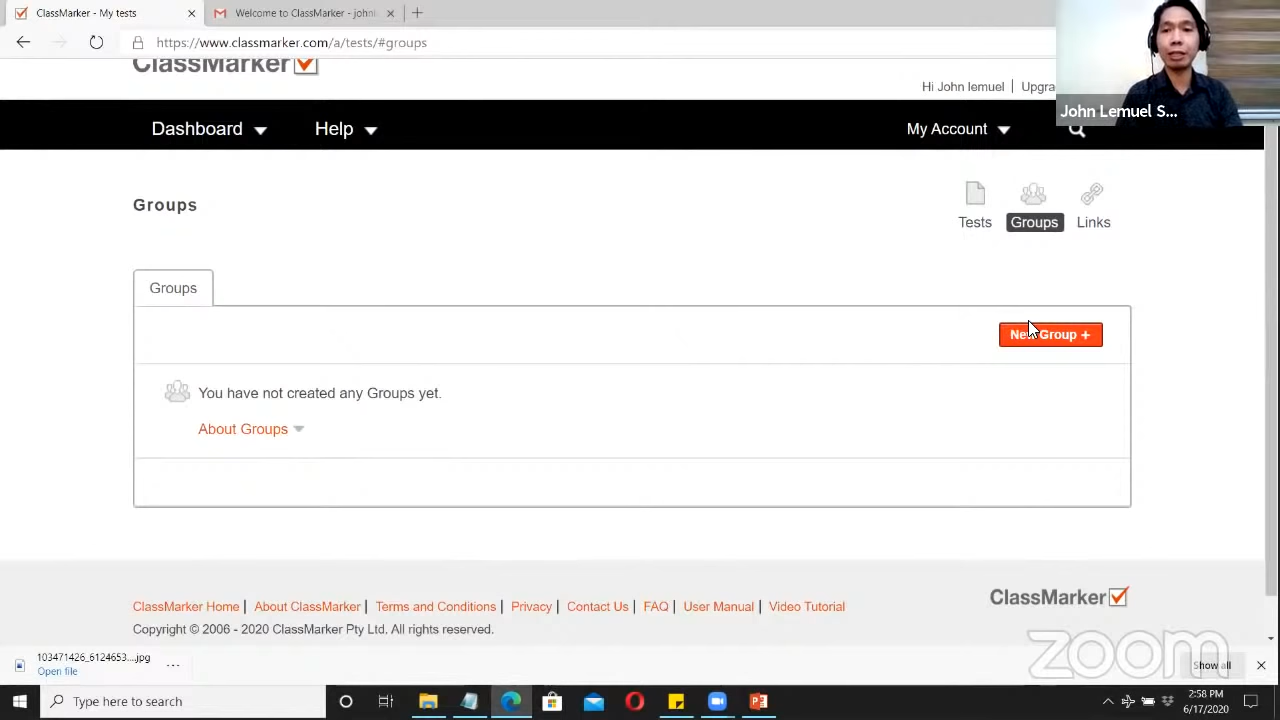 ClassMarker - My tests
Welcome to ClassMarker - johnl
https://www.classmarker.com/a/tests/#groups
ClassMarker
Hi John lemuel
John Lemuel S...
Dashboard
Help
My Account
Groups
Tests
Groups
Links
Groups
New Group +
You have not created any Groups yet.
About Groups
ClassMarker Home | About ClassMarker | Terms and Conditions | Privacy | Contact Us | FAQ | User Manual | Video Tutorial
ClassMarker
Copyright © 2006 - 2020 ClassMarker Pty Ltd. All rights reserved.
zoom
103471426_6124653....jpg
Open file
Show all
Type here to search
2:58 PM
6/17/2020